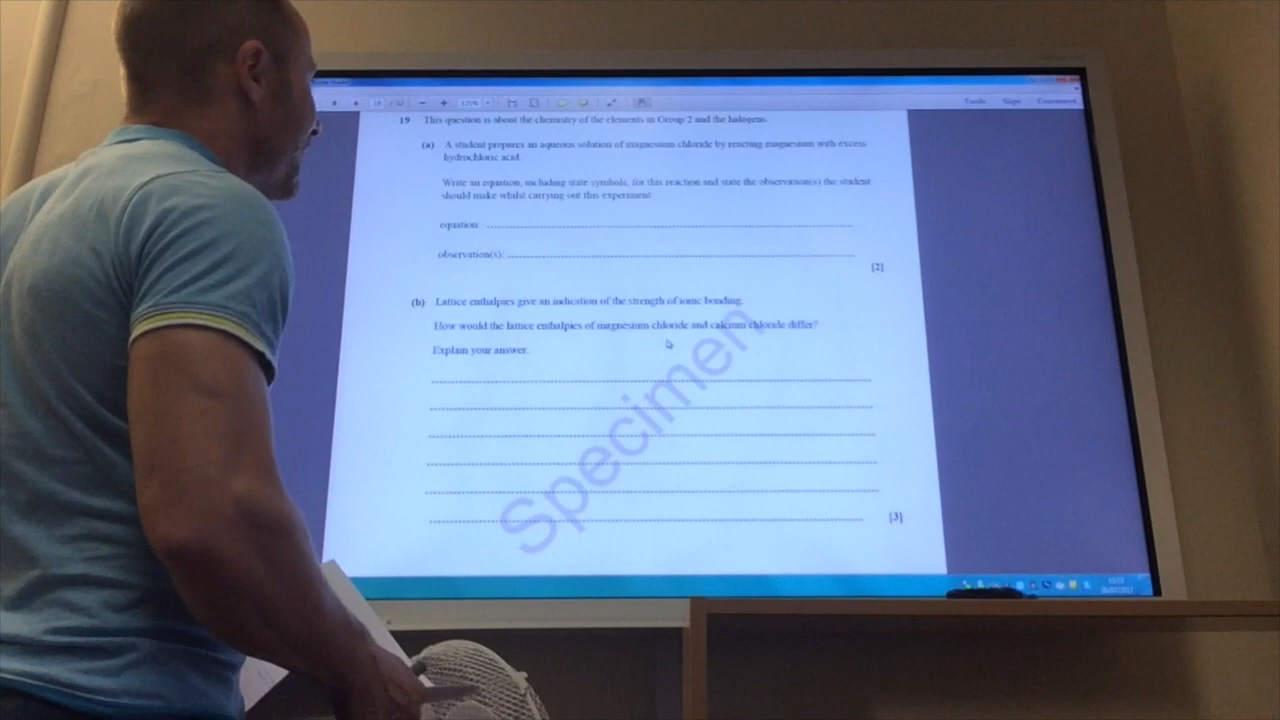 125%
Tools Sign Comment
19 This question is about the chemistry of the elements in Group 2 and the halogens.
(a) A student prepares an aqueous solution of magnesium chloride by reacting magnesium with excess
hydrochloric acid.
Write an equation, including state symbols, for this reaction and state the observation(s) the student
should make whilst carrying out this experiment.
equation:
observation(s):
[2]
(b) Lattice enthalpies give an indication of the strength of ionic bonding.
How would the lattice enthalpies of magnesium chloride and calcium chloride differ?
Explain your answer.
Specimen
[3]